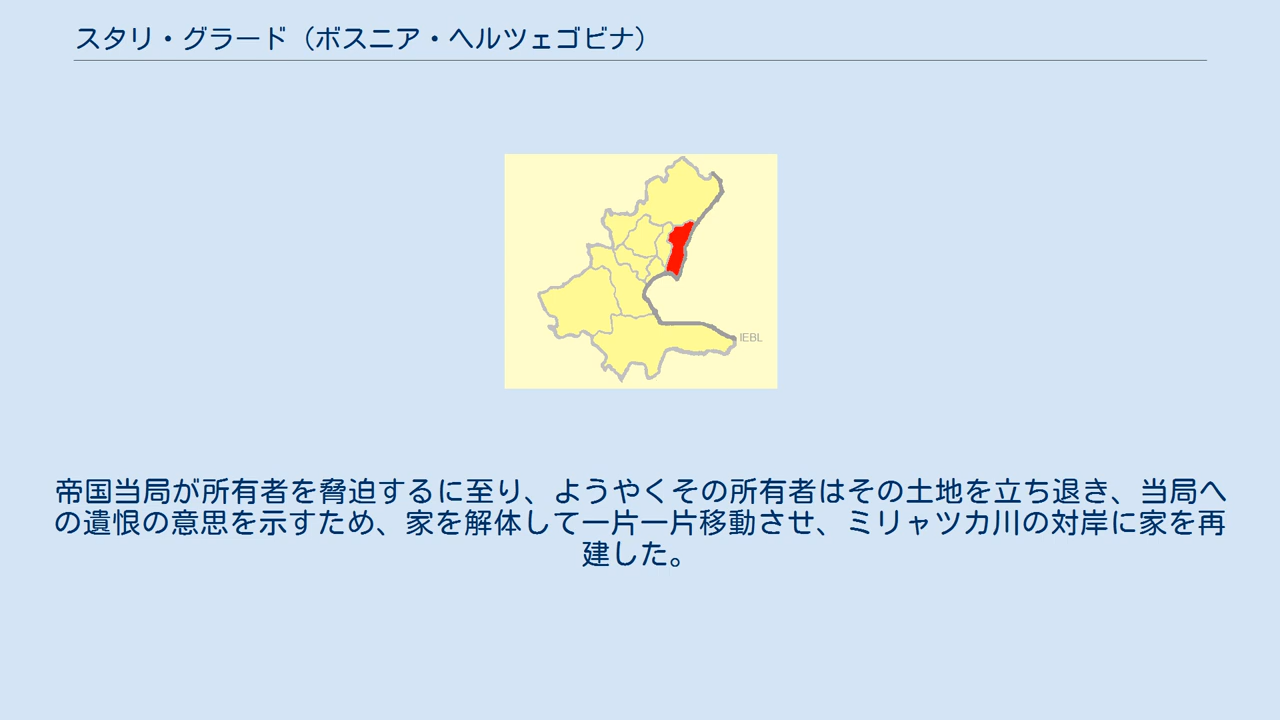 スタリ・グラード（ボスニア・ヘルツェゴビナ）
IEBL
帝国当局が所有者を脅迫するに至り、ようやくその所有者はその土地を立ち退き、当局へ
の遺恨の意思を示すため、家を解体して一片一片移動させ、ミリャツカ川の対岸に家を再
建した。